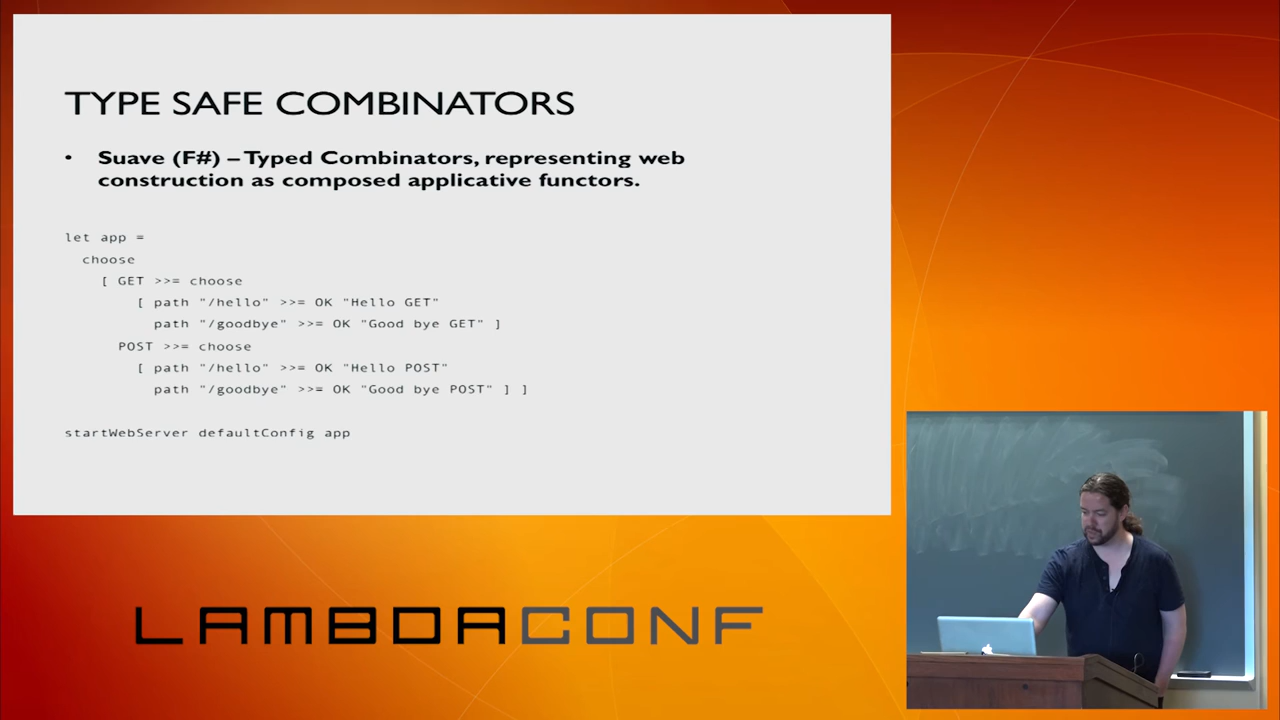 TYPE SAFE COMBINATORS
• Suave (F#) – Typed Combinators, representing web
construction as composed applicative functors.
let app =
  choose
    [ GET >>= choose
        [ path "/hello" >>= OK "Hello GET"
          path "/goodbye" >>= OK "Good bye GET" ]
      POST >>= choose
        [ path "/hello" >>= OK "Hello POST"
          path "/goodbye" >>= OK "Good bye POST" ] ]
startWebServer defaultConfig app
LAMBDACONF